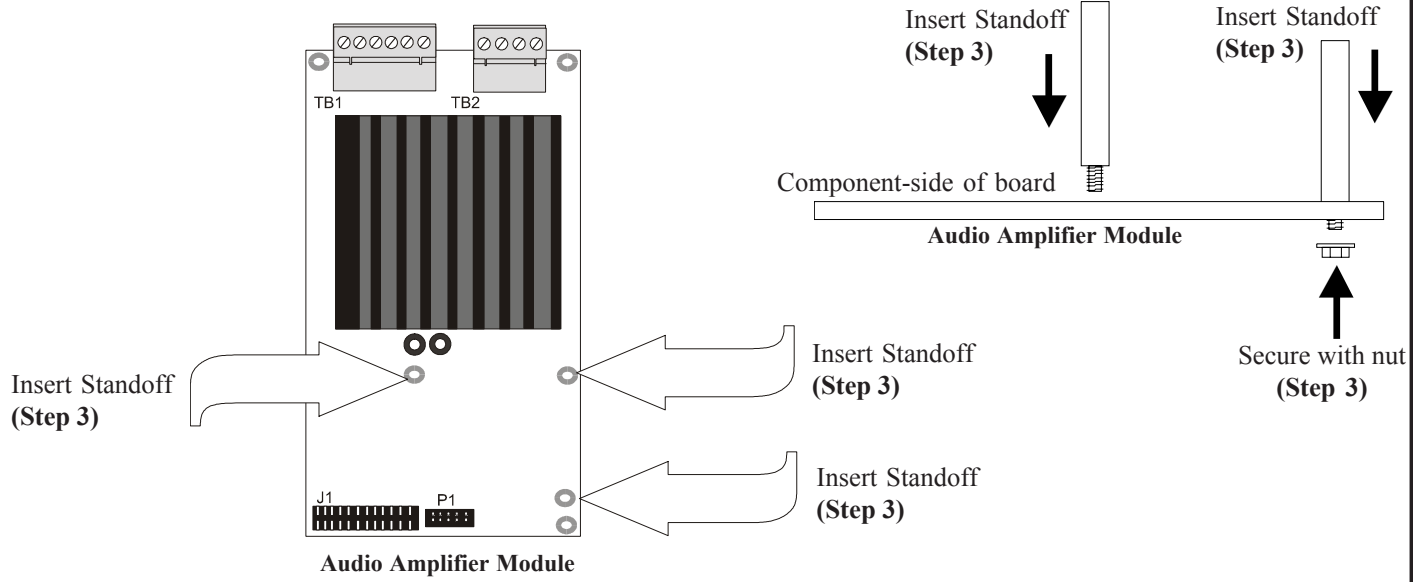 TB1
TB2
Insert Standoff
(Step 3)
Insert Standoff
(Step 3)
Insert Standoff
(Step 3)
J1
P1
Audio Amplifier Module
Insert Standoff
(Step 3)
Insert Standoff
(Step 3)
Component-side of board
Audio Amplifier Module
Secure with nut
(Step 3)